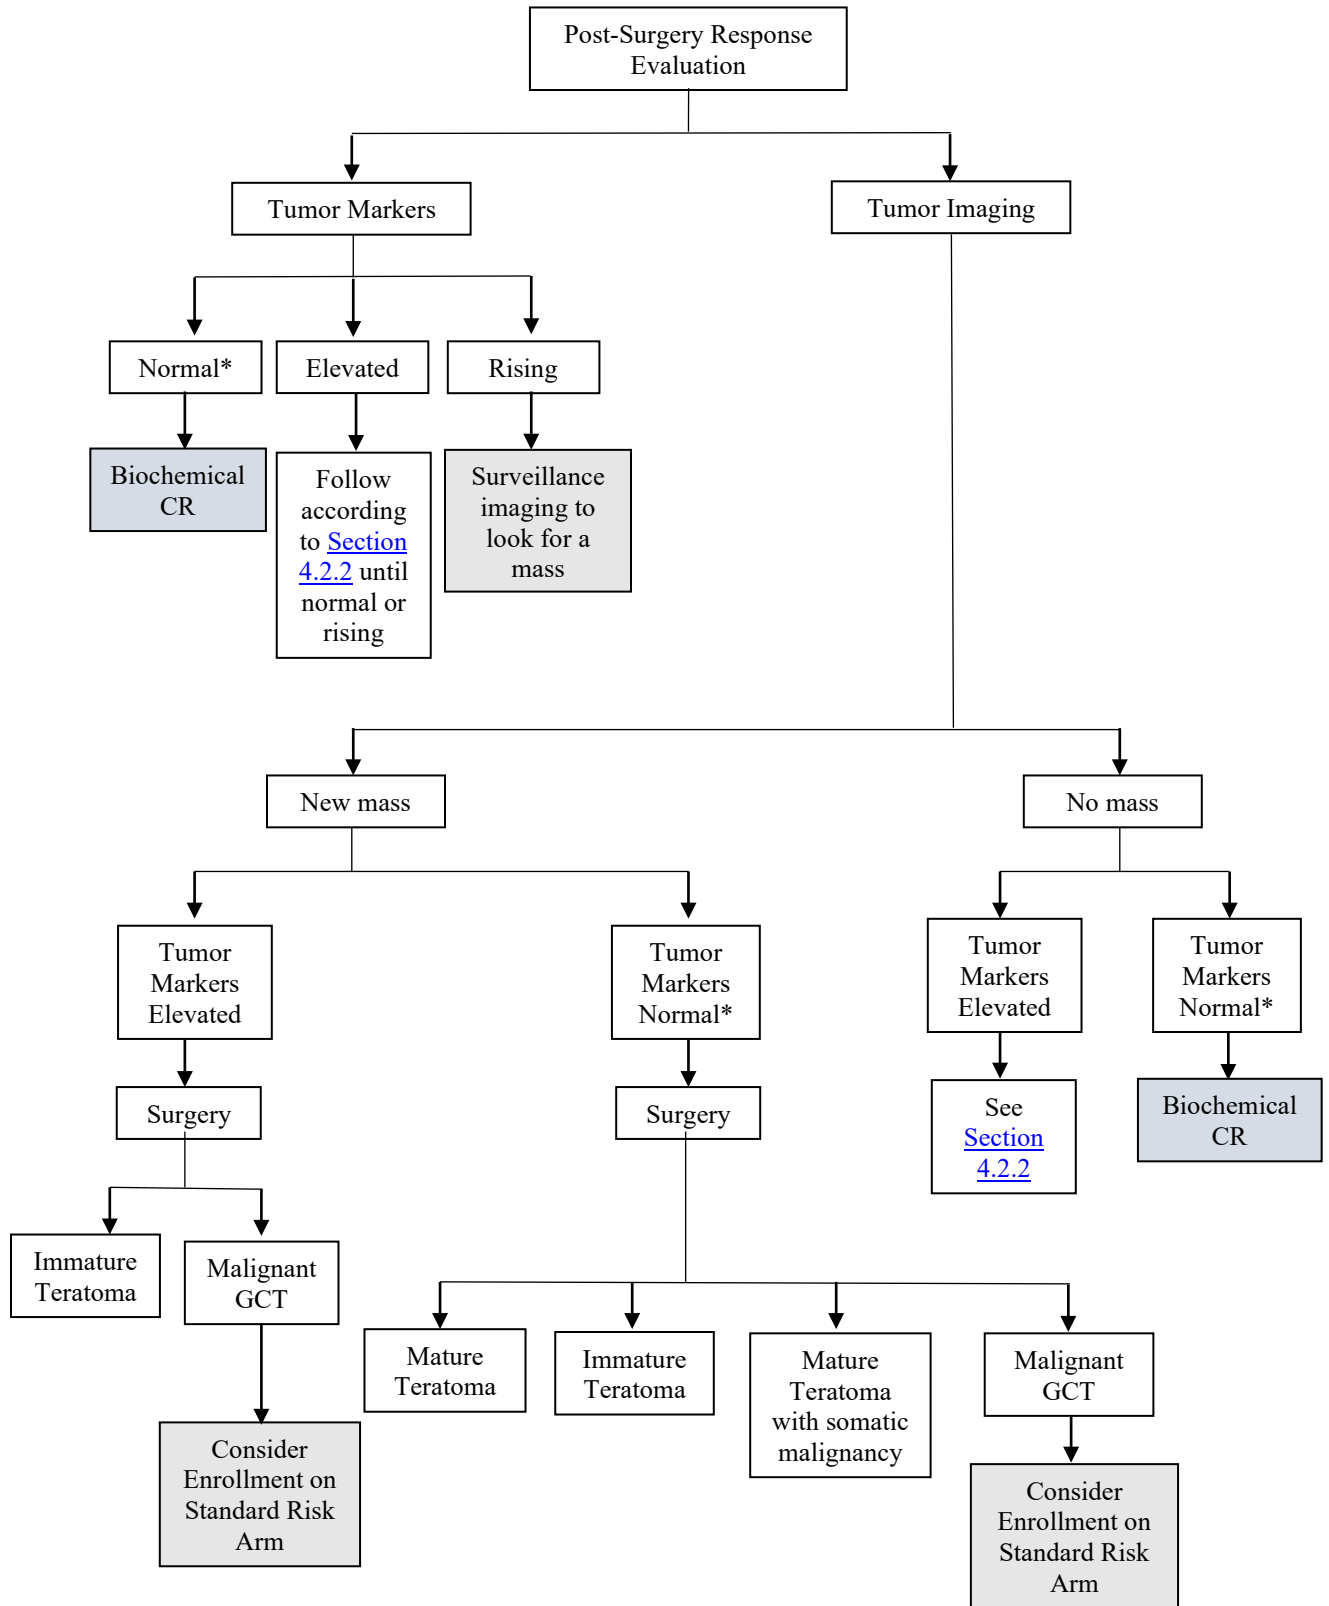 Post-Surgery Response
Evaluation
Tumor Markers
Tumor Imaging
Normal*
Elevated
Rising
Biochemical
CR
Follow
according
to Section
4.2.2 until
normal or
rising
Surveillance
imaging to
look for a
mass
New mass
No mass
Tumor
Markers
Elevated
Tumor
Markers
Normal*
Tumor
Markers
Elevated
Tumor
Markers
Normal*
Surgery
Surgery
See
Section
4.2.2
Biochemical
CR
Immature
Teratoma
Malignant
GCT
Mature
Teratoma
Immature
Teratoma
Mature
Teratoma
with somatic
malignancy
Malignant
GCT
Consider
Enrollment on
Standard Risk
Arm
Consider
Enrollment on
Standard Risk
Arm